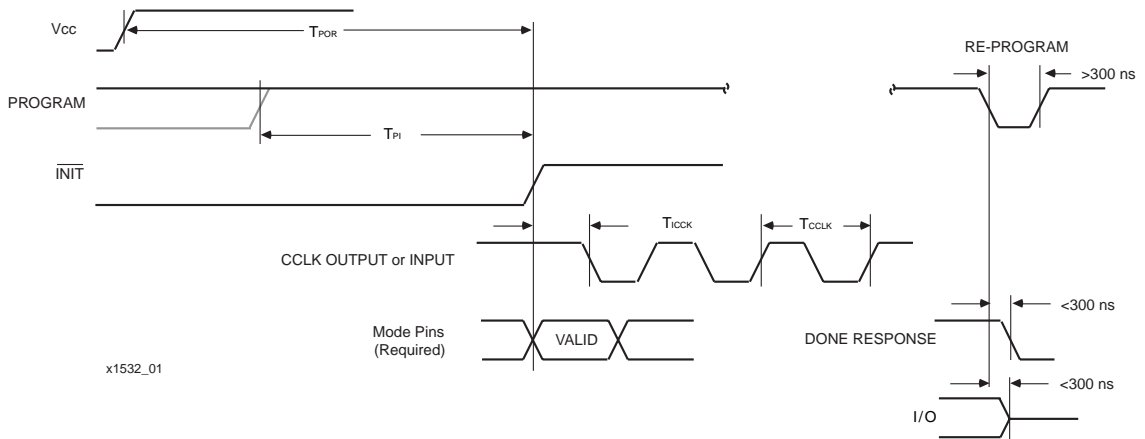 Vcc
TPOR
RE-PROGRAM
>300 ns
PROGRAM
TPI
INIT
TICCK
TCCLK
CCLK OUTPUT or INPUT
<300 ns
Mode Pins
(Required)
VALID
DONE RESPONSE
x1532_01
<300 ns
I/O